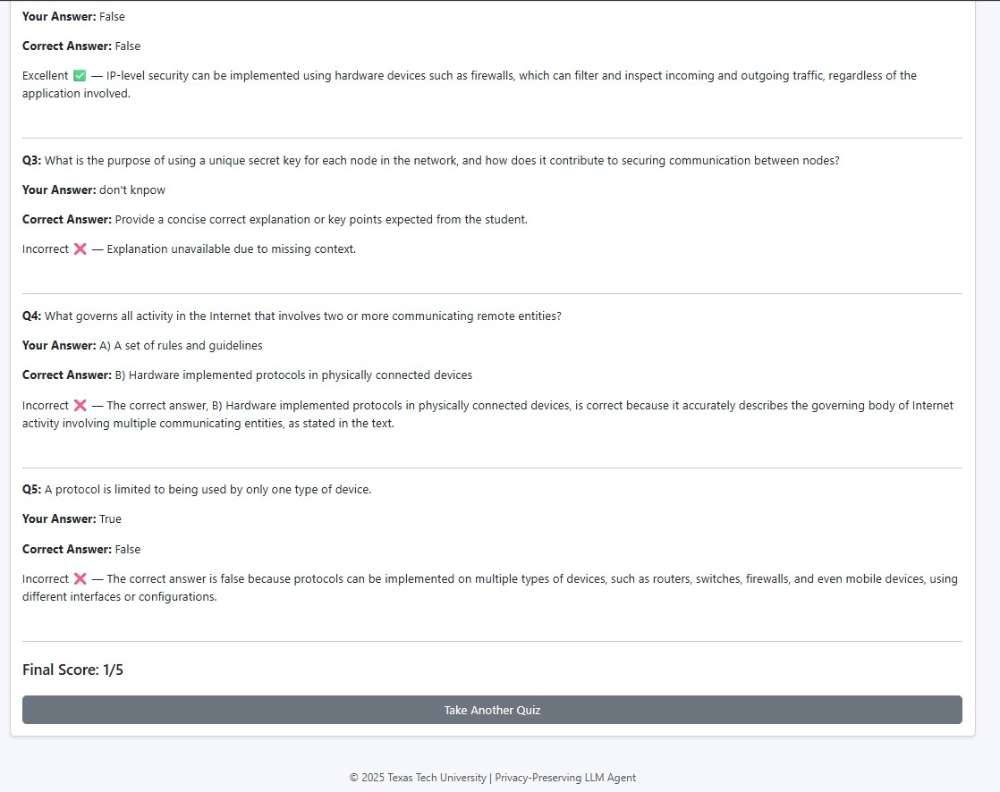 Your Answer: False
Correct Answer: False
Excellent ✅ — IP-level security can be implemented using hardware devices such as firewalls, which can filter and inspect incoming and outgoing traffic, regardless of the
application involved.
Q3: What is the purpose of using a unique secret key for each node in the network, and how does it contribute to securing communication between nodes?
Your Answer: don't knpow
Correct Answer: Provide a concise correct explanation or key points expected from the student.
Incorrect ❌ — Explanation unavailable due to missing context.
Q4: What governs all activity in the Internet that involves two or more communicating remote entities?
Your Answer: A) A set of rules and guidelines
Correct Answer: B) Hardware implemented protocols in physically connected devices
Incorrect ❌ — The correct answer, B) Hardware implemented protocols in physically connected devices, is correct because it accurately describes the governing body of Internet
activity involving multiple communicating entities, as stated in the text.
Q5: A protocol is limited to being used by only one type of device.
Your Answer: True
Correct Answer: False
Incorrect ❌ — The correct answer is false because protocols can be implemented on multiple types of devices, such as routers, switches, firewalls, and even mobile devices, using
different interfaces or configurations.
Final Score: 1/5
Take Another Quiz
© 2025 Texas Tech University | Privacy-Preserving LLM Agent